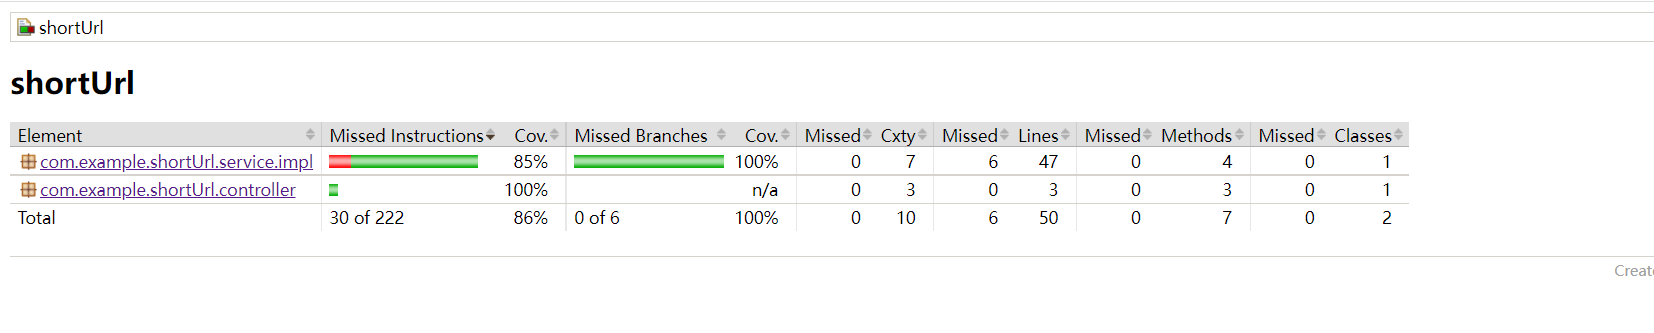 shortUrl
shortUrl
Element Missed Instructions Cov. Missed Branches Cov. Missed Cxty Missed Lines Missed Methods Missed Classes
com.example.shortUrl.service.impl 85% 100% 0 7 6 47 0 4 0 1
com.example.shortUrl.controller 100% n/a 0 3 0 3 0 3 0 1
Total 30 of 222 86% 0 of 6 100% 0 10 6 50 0 7 0 2
Create